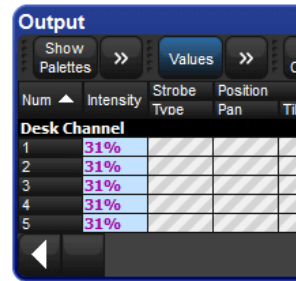 Output
Show Palettes » Values »
Num Intensity Strobe Position
Type Pan
Desk Channel
1 31%
2 31%
3 31%
4 31%
5 31%